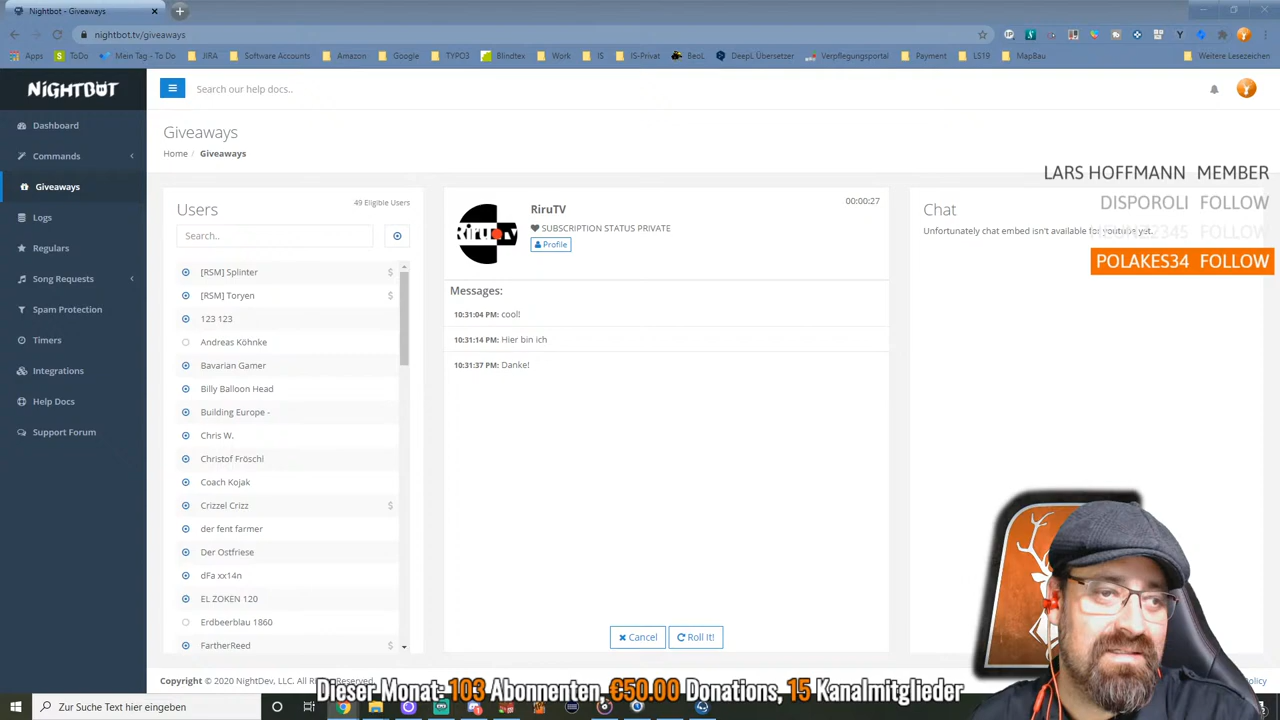 Nightbot - Giveaways
nightbot.tv/giveaways
Apps ToDo Mein Tag - To Do JIRA Software Accounts Amazon Google TYPO3 Blindtex Work IS IS-Privat BeoL DeepL Übersetzer Verpflegungsportal Payment LS19 MapBau Weitere Lesezeichen
NIGHTBOT
Search our help docs..
Dashboard
Commands
Giveaways
Logs
Regulars
Song Requests
Spam Protection
Timers
Integrations
Help Docs
Support Forum
Giveaways
Home / Giveaways
Users
49 Eligible Users
Search..
[RSM] Splinter $
[RSM] Toryen $
123 123
Andreas Köhnke
Bavarian Gamer
Billy Balloon Head
Building Europe -
Chris W.
Christof Fröschl
Coach Kojak
Crizzel Crizz $
der fent farmer
Der Ostfriese
dFa xx14n
EL ZOKEN 120
Erdbeerblau 1860
FartherReed $
RiruTV
RiruTV
00:00:27
SUBSCRIPTION STATUS PRIVATE
Profile
Messages:
10:31:04 PM: cool!
10:31:14 PM: Hier bin ich
10:31:37 PM: Danke!
Cancel
Roll It!
Chat
Unfortunately chat embed isn't available for youtube yet.
LARS HOFFMANN MEMBER
DISPOROLI FOLLOW
FOLLOW
POLAKES34 FOLLOW
Copyright © 2020 NightDev, LLC. All
Policy
Dieser Monat: 103 Abonnenten, €50.00 Donations, 15 Kanalmitglieder
Zur Suche Text hier eingeben